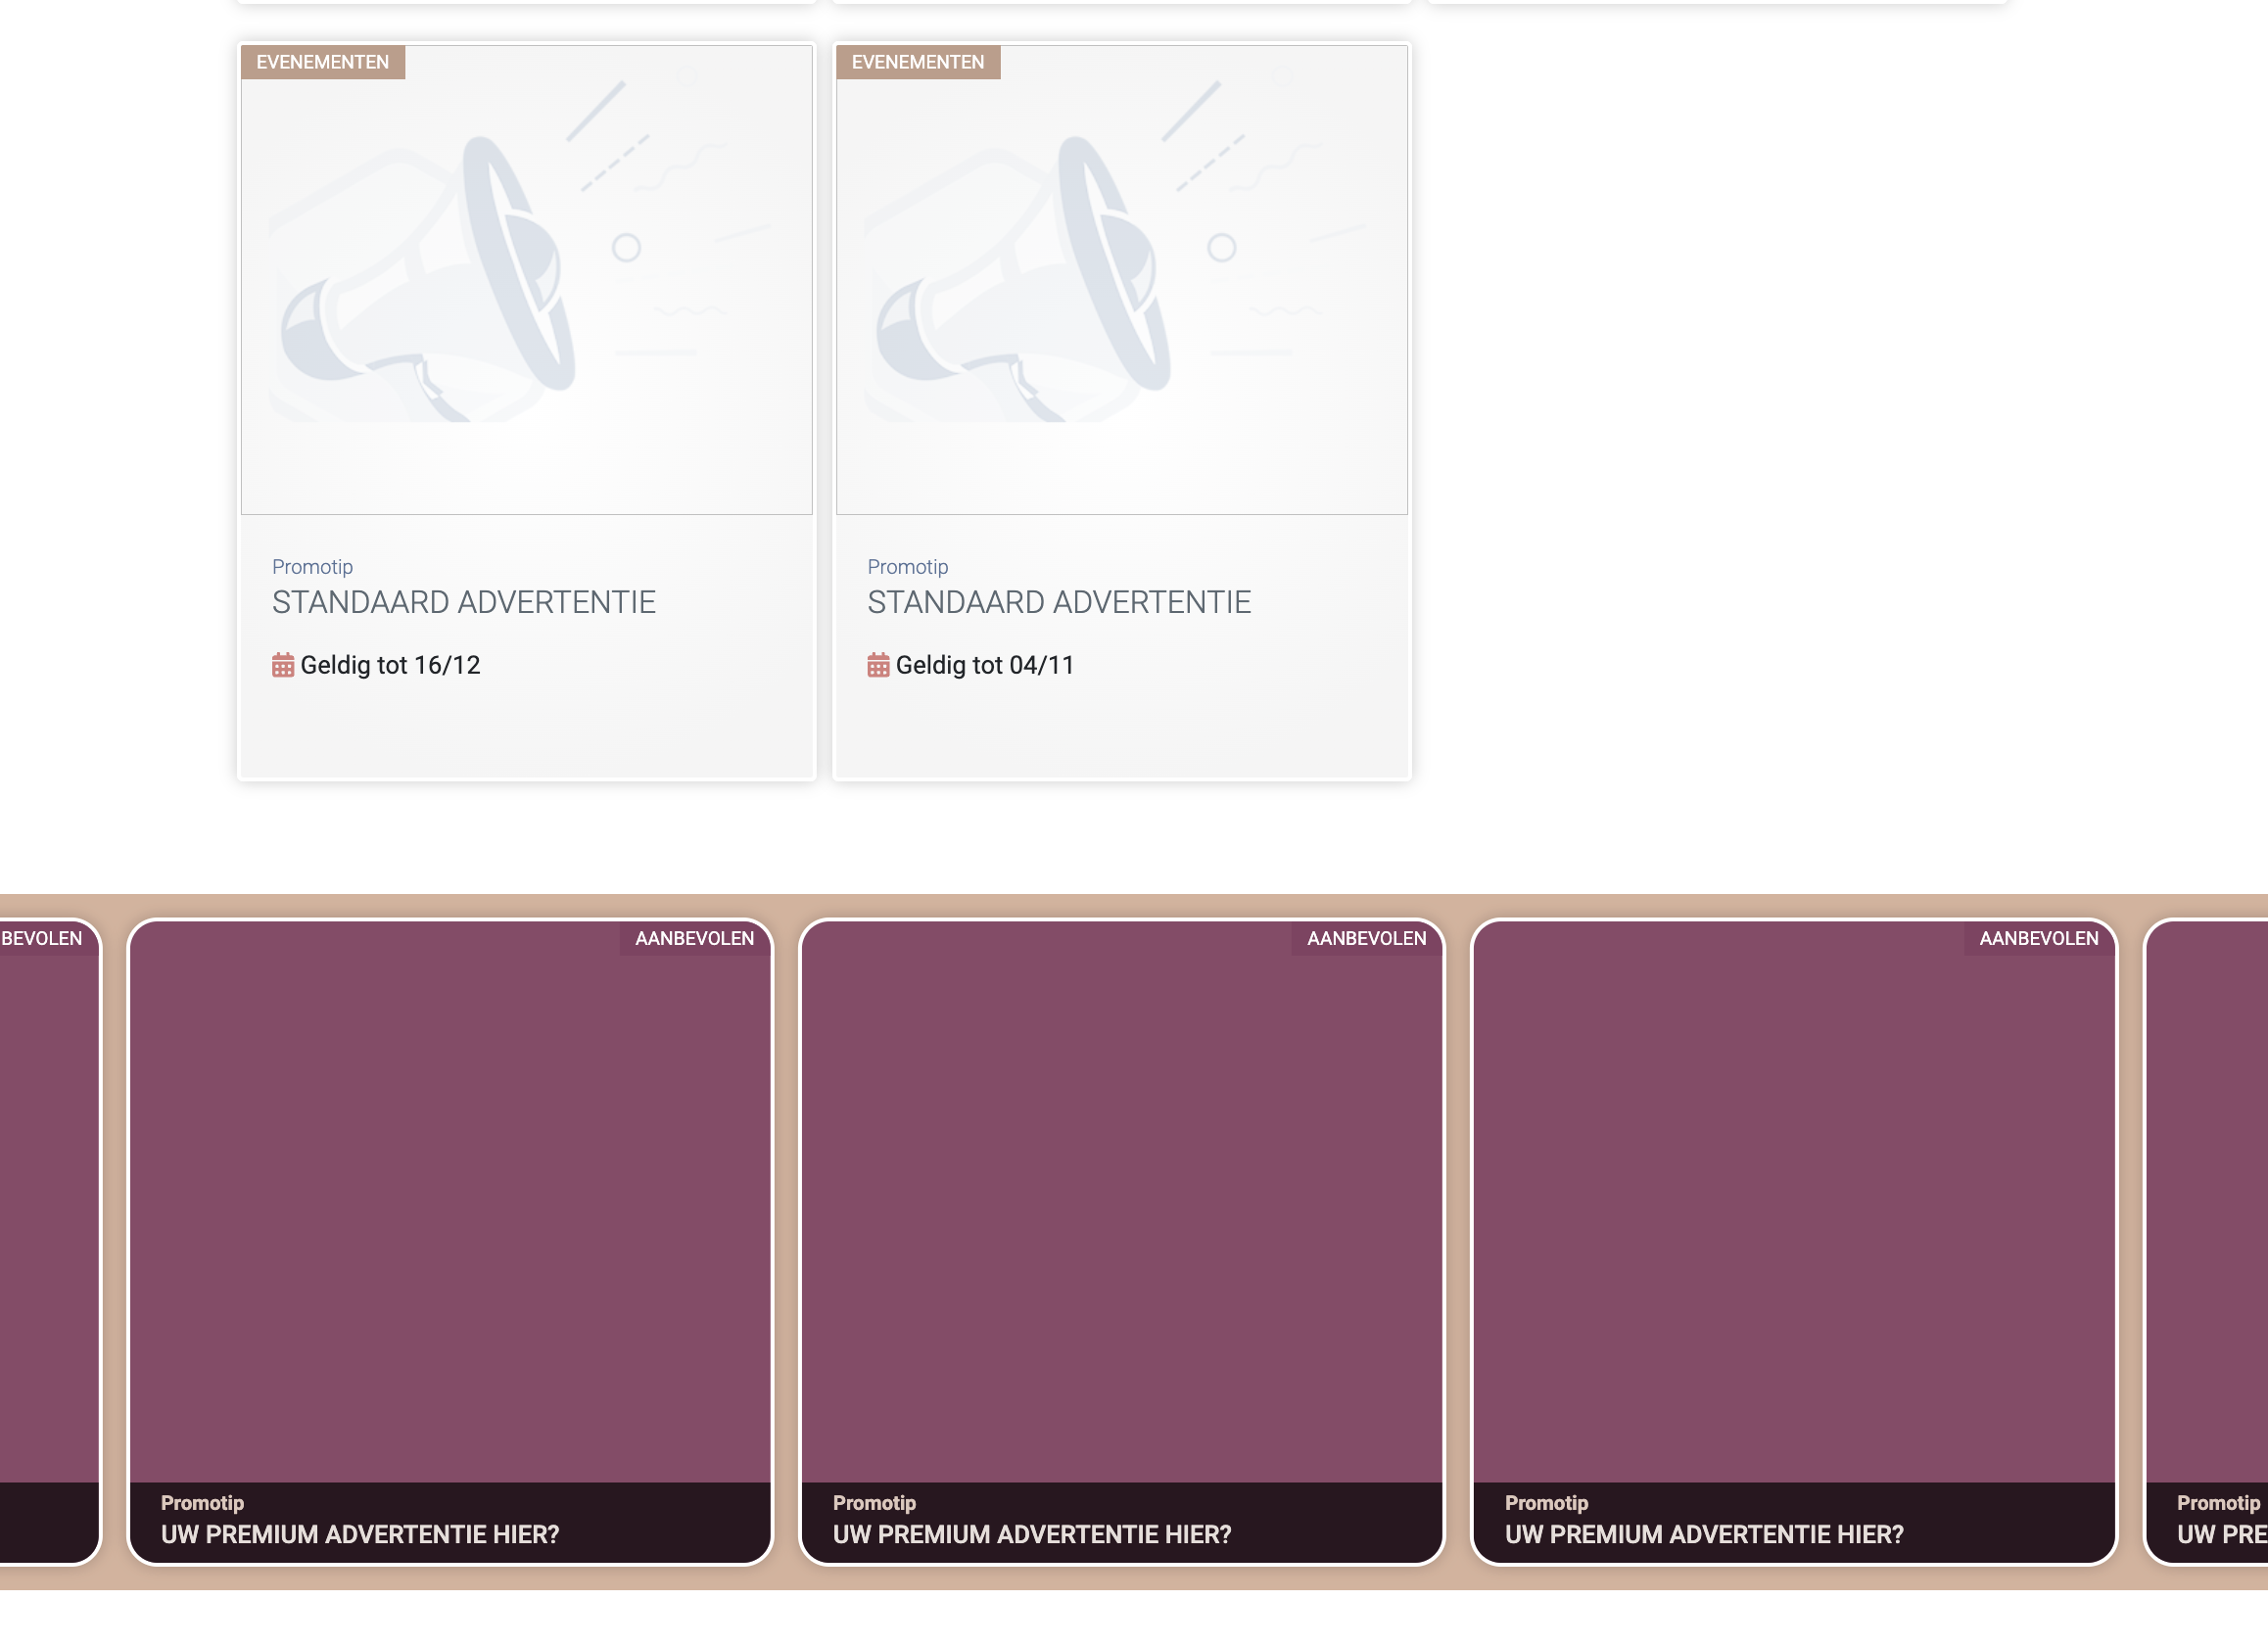 EVENEMENTEN
Promotip
STANDAARD ADVERTENTIE
Geldig tot 16/12
EVENEMENTEN
Promotip
STANDAARD ADVERTENTIE
Geldig tot 04/11
BEVOLEN
AANBEVOLEN
Promotip
UW PREMIUM ADVERTENTIE HIER?
AANBEVOLEN
Promotip
UW PREMIUM ADVERTENTIE HIER?
AANBEVOLEN
Promotip
UW PREMIUM ADVERTENTIE HIER?
Promotip
UW PRE